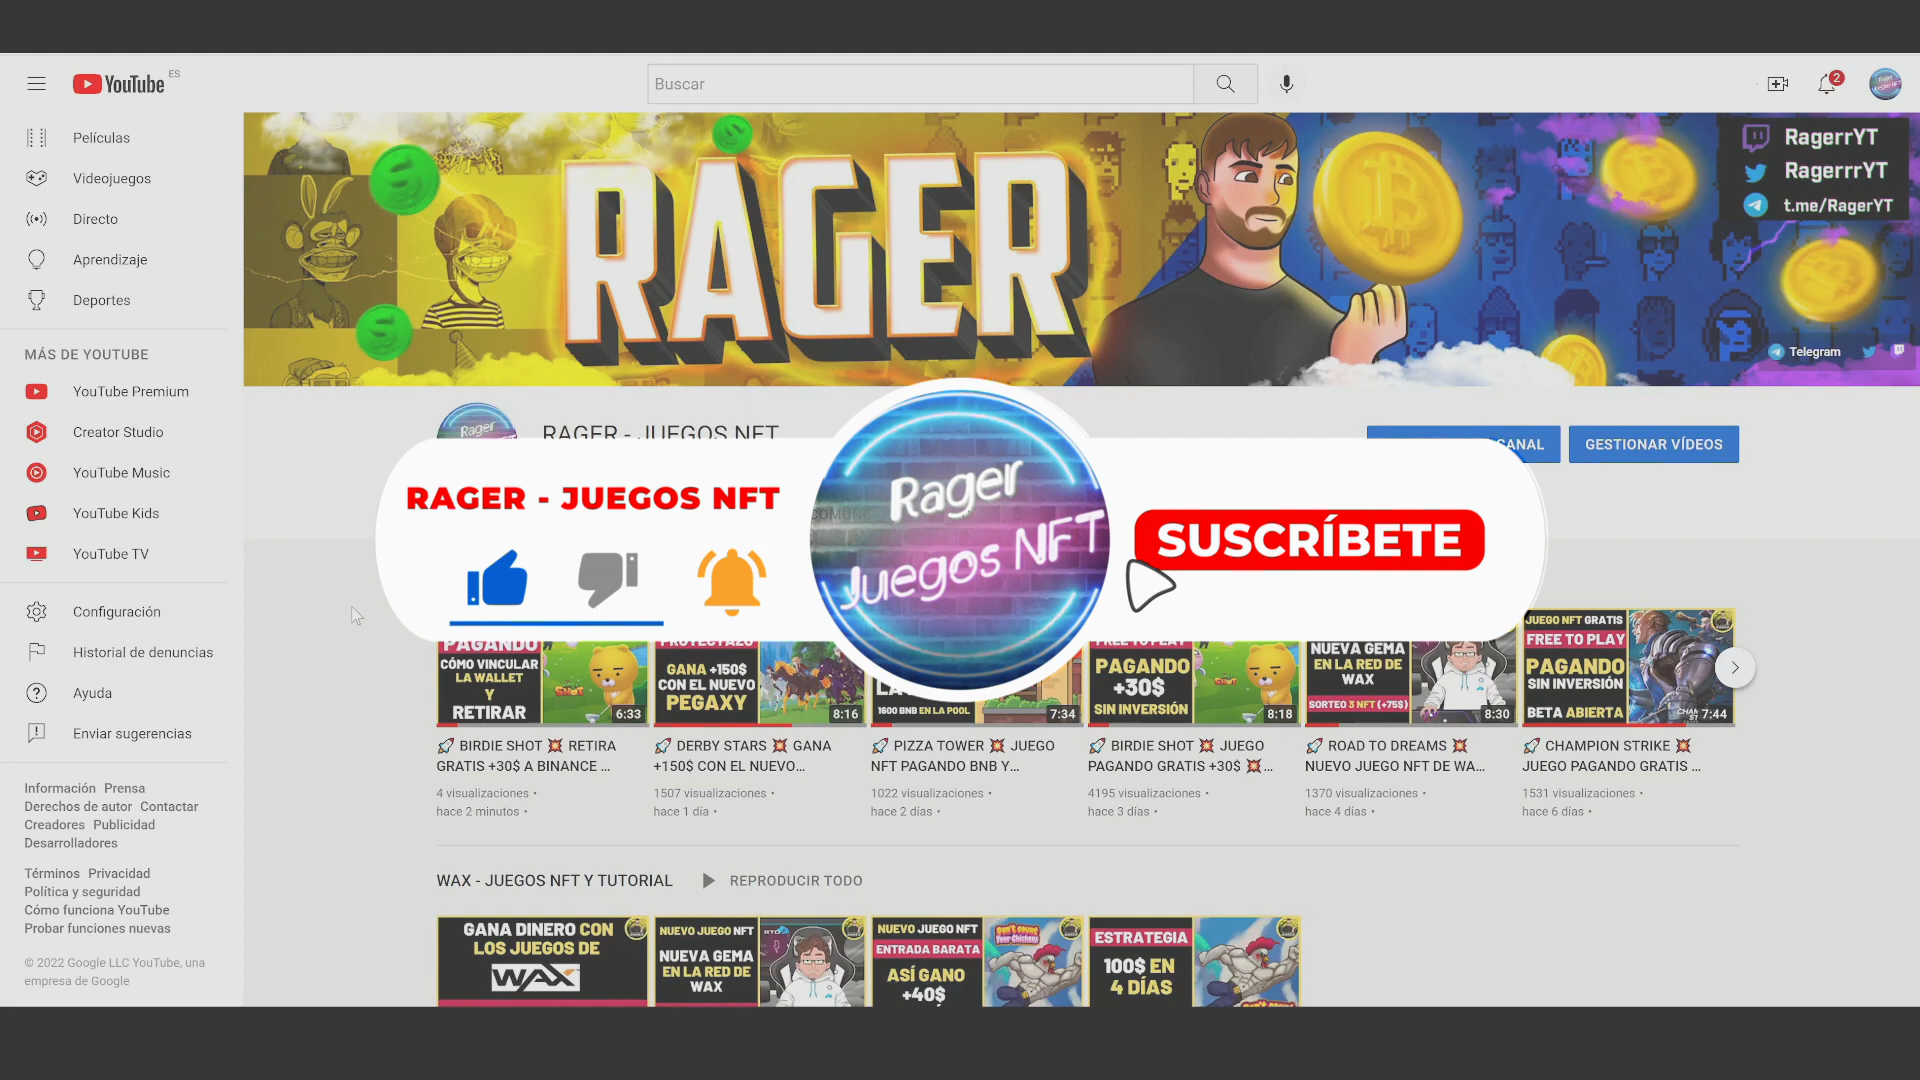 YouTube ES
Buscar
2
Películas
Videojuegos
Directo
Aprendizaje
Deportes
MÁS DE YOUTUBE
YouTube Premium
Creator Studio
YouTube Music
YouTube Kids
YouTube TV
Configuración
Historial de denuncias
Ayuda
Enviar sugerencias
Información Prensa
Derechos de autor Contactar
Creadores Publicidad
Desarrolladores
Términos Privacidad
Política y seguridad
Cómo funciona YouTube
Probar funciones nuevas
© 2022 Google LLC YouTube, una
empresa de Google
RAGER
RagerrYT
RagerrrYT
t.me/RagerYT
Telegram
Rager
RAGER - JUEGOS NFT
CANAL
GESTIONAR VÍDEOS
RAGER - JUEGOS NFT
Rager
Juegos NFT
SUSCRÍBETE
PAGANDO
CÓMO VINCULAR
LA WALLET
Y
RETIRAR
SHOT
6:33
GANA +150$
CON EL NUEVO
PEGAXY
8:16
1600 BNB EN LA POOL
7:34
FREE TO PLAY
PAGANDO
+30$
SIN INVERSIÓN
8:18
NUEVA GEMA
EN LA RED DE
WAX
SORTEO 3 NFT (+75$)
8:30
JUEGO NFT GRATIS
FREE TO PLAY
PAGANDO
SIN INVERSIÓN
BETA ABIERTA
7:44
🚀 BIRDIE SHOT 💥 RETIRA
GRATIS +30$ A BINANCE ...
4 visualizaciones •
hace 2 minutos •
🚀 DERBY STARS 💥 GANA
+150$ CON EL NUEVO...
1507 visualizaciones •
hace 1 día •
🚀 PIZZA TOWER 💥 JUEGO
NFT PAGANDO BNB Y...
1022 visualizaciones •
hace 2 días •
🚀 BIRDIE SHOT 💥 JUEGO
PAGANDO GRATIS +30$ 💥...
4195 visualizaciones •
hace 3 días •
🚀 ROAD TO DREAMS 💥
NUEVO JUEGO NFT DE WA...
1370 visualizaciones •
hace 4 días •
🚀 CHAMPION STRIKE 💥
JUEGO PAGANDO GRATIS ...
1531 visualizaciones •
hace 6 días •
WAX - JUEGOS NFT Y TUTORIAL
REPRODUCIR TODO
GANA DINERO CON
LOS JUEGOS DE
WAX
NUEVO JUEGO NFT
NUEVA GEMA
EN LA RED DE
WAX
NUEVO JUEGO NFT
ENTRADA BARATA
ASÍ GANO
+40$
ESTRATEGIA
100$ EN
4 DÍAS